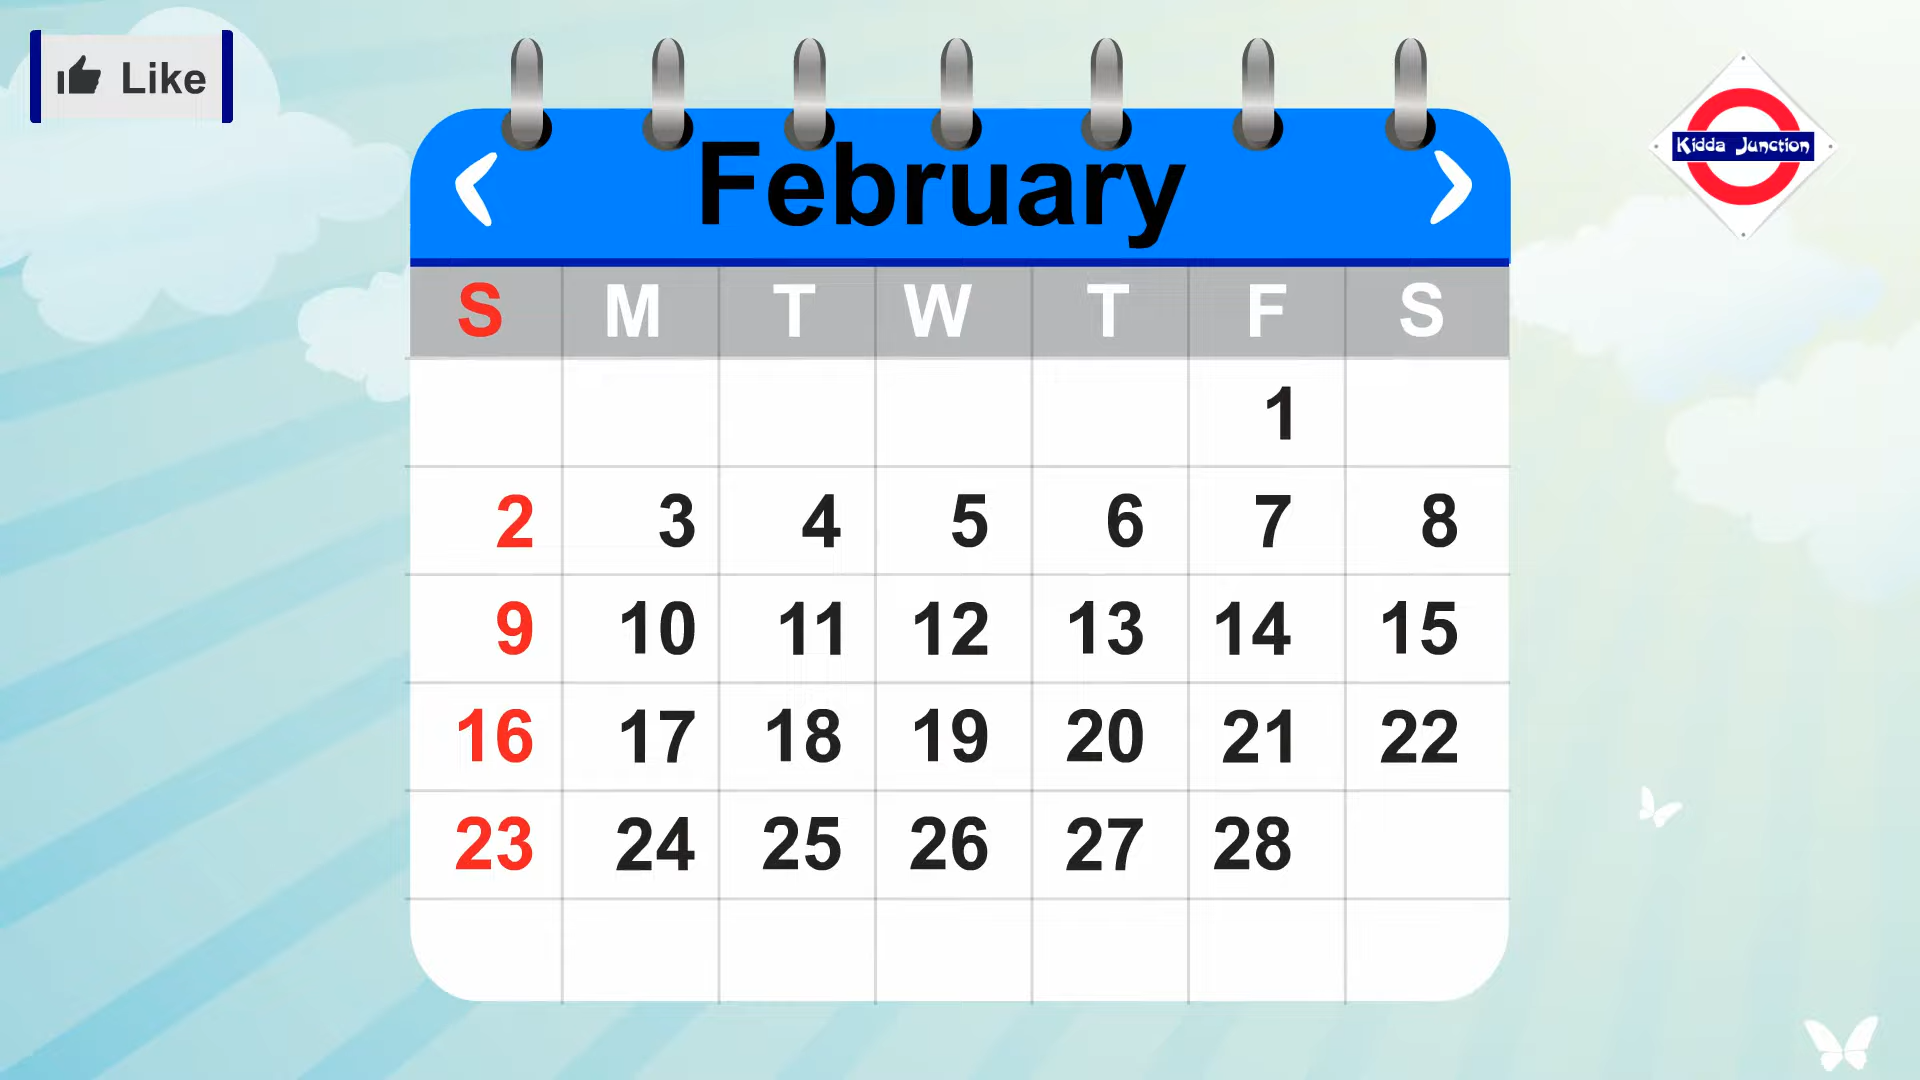 Like
Kidda Junction
February
S M T W T F S
1
2 3 4 5 6 7 8
9 10 11 12 13 14 15
16 17 18 19 20 21 22
23 24 25 26 27 28